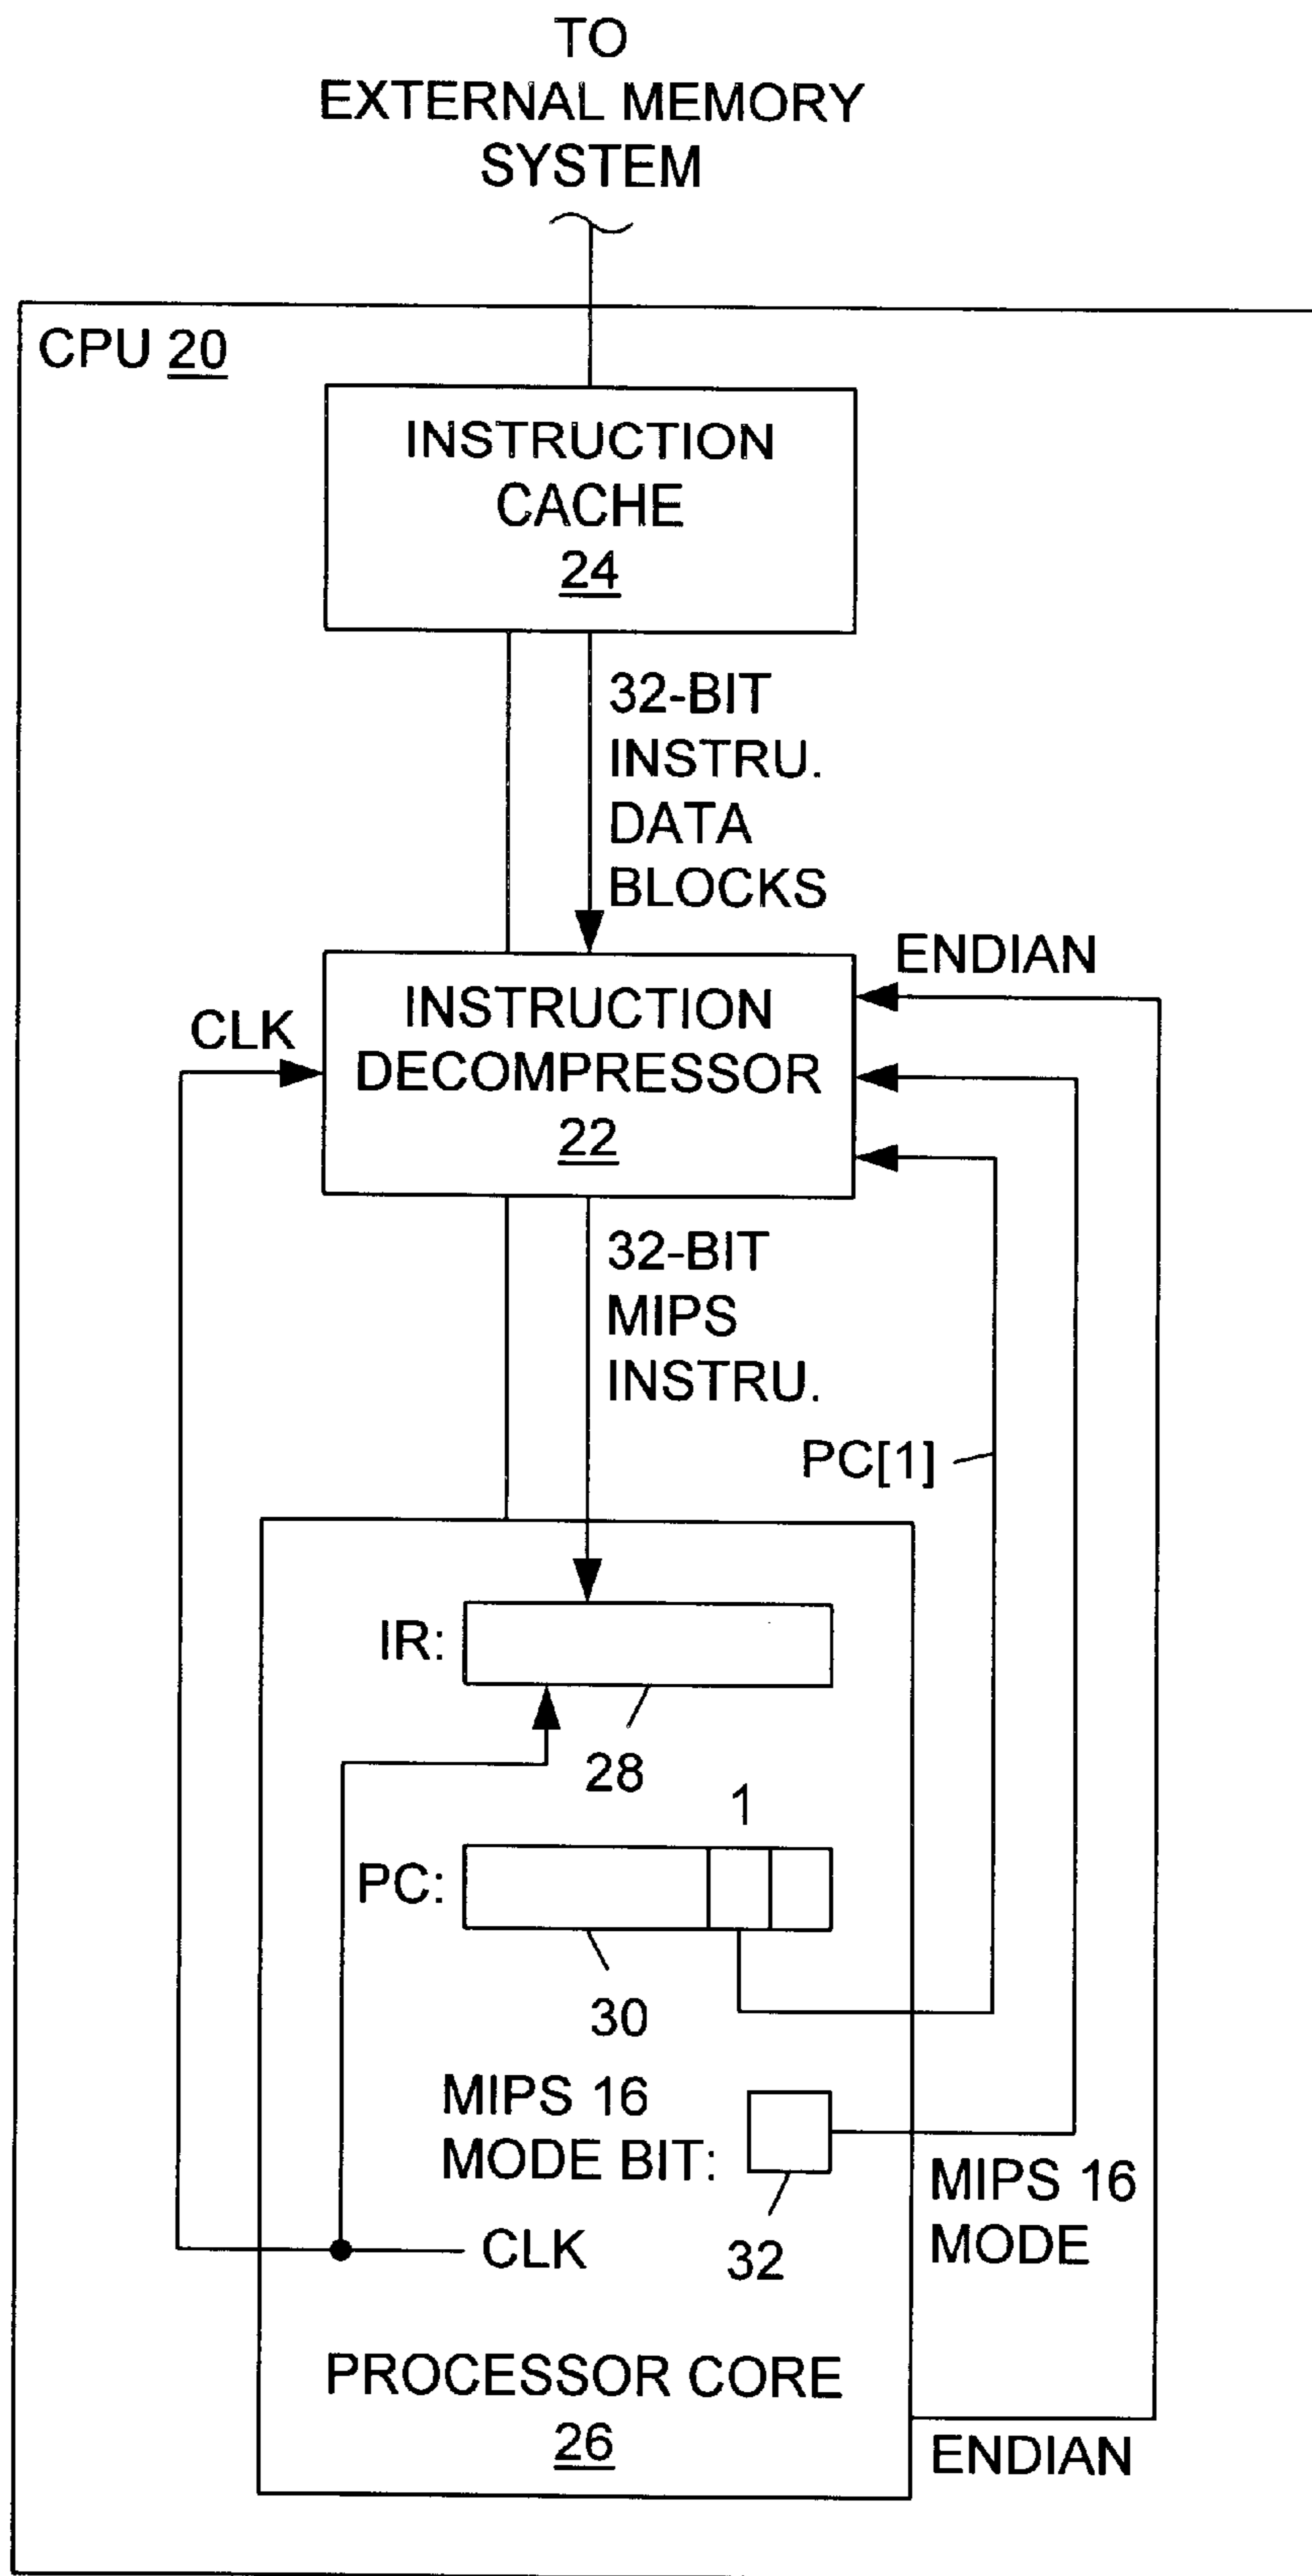 TO
EXTERNAL MEMORY
SYSTEM
CPU 20
INSTRUCTION
CACHE
24
32-BIT
INSTRU.
DATA
BLOCKS
ENDIAN
CLK
INSTRUCTION
DECOMPRESSOR
22
32-BIT
MIPS
INSTRU.
PC[1]
IR:
28
1
PC:
30
MIPS 16
MODE BIT:
32
MIPS 16
MODE
CLK
PROCESSOR CORE
26
ENDIAN